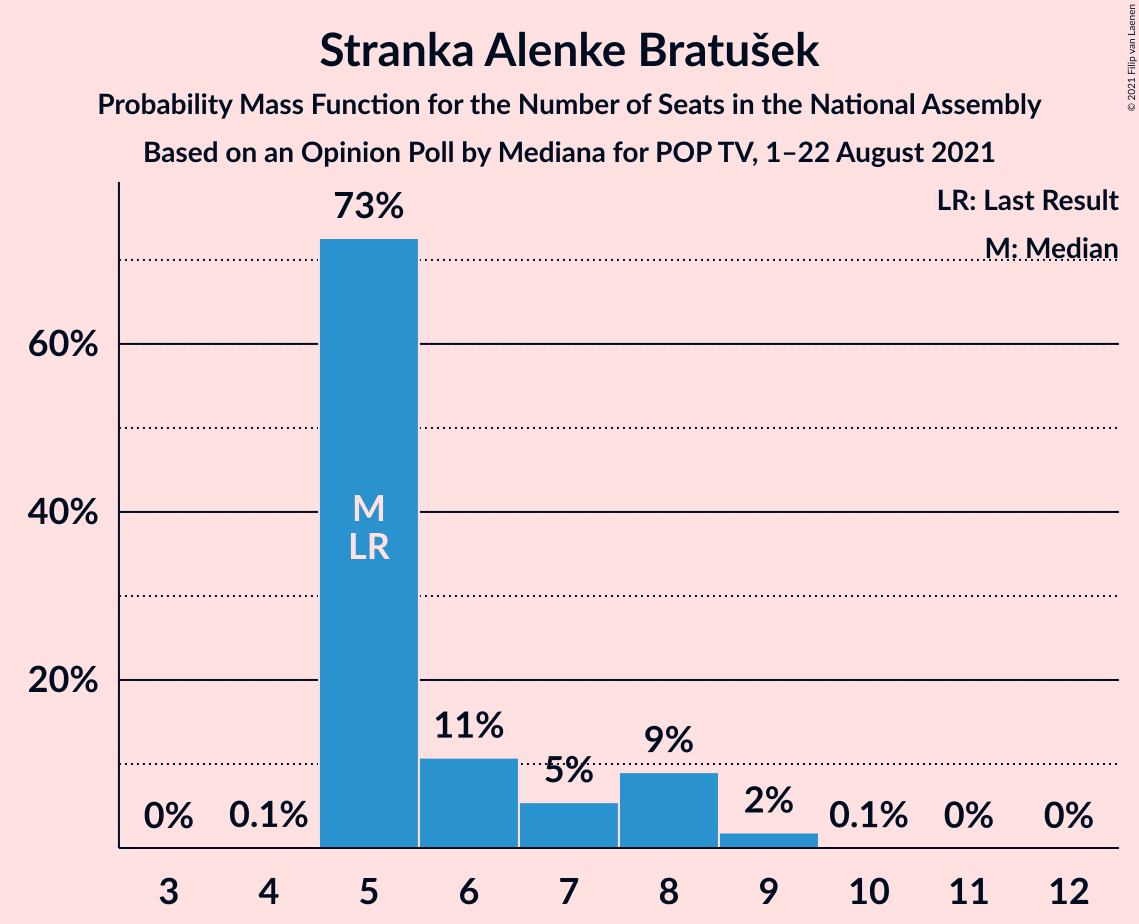 Stranka Alenke Bratušek
Probability Mass Function for the Number of Seats in the National Assembly
Based on an Opinion Poll by Mediana for POP TV, 1–22 August 2021
© 2021 Filip van Laenen
LR: Last Result
M: Median
73%
60%
40%
20%
M
LR
0%
0.1%
11%
5%
9%
2%
0.1%
0%
0%
3 4 5 6 7 8 9 10 11 12